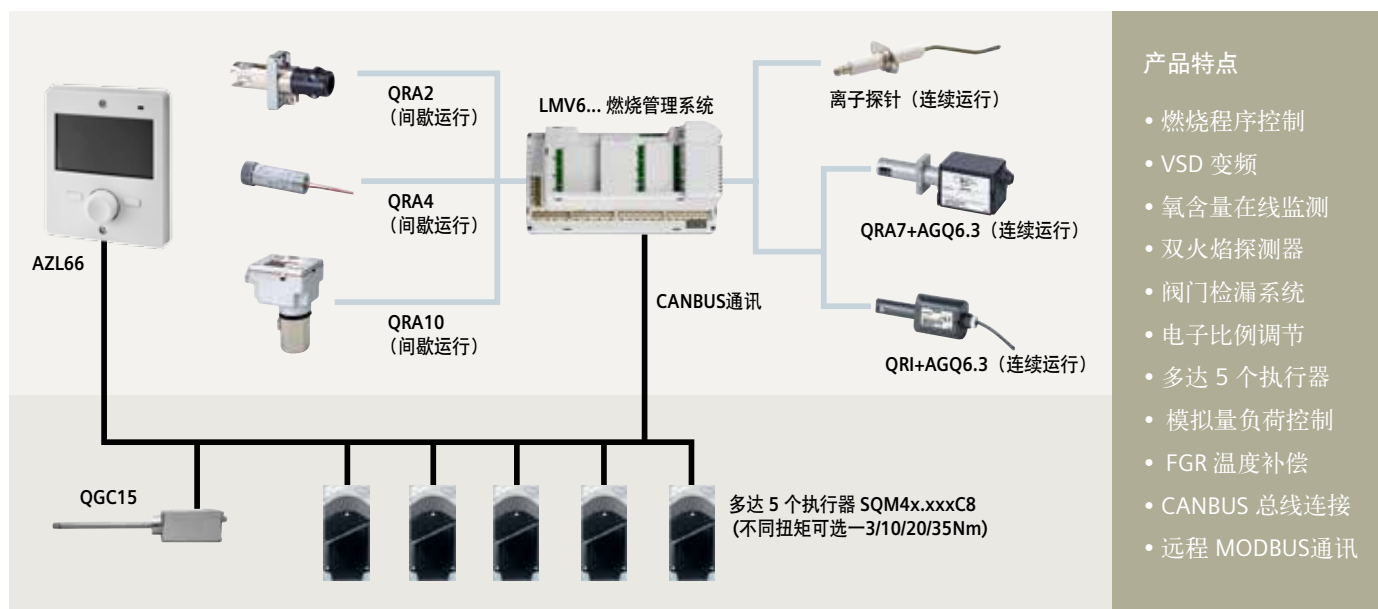 QRA2
（间歇运行）
LMV6... 燃烧管理系统
离子探针（连续运行）
QRA4
（间歇运行）
QRA7+AGQ6.3（连续运行）
AZL66
CANBUS通讯
QRA10
（间歇运行）
QRI+AGQ6.3（连续运行）
QGC15
多达 5 个执行器 SQM4x.xxxC8
(不同扭矩可选一3/10/20/35Nm)
产品特点
• 燃烧程序控制
• VSD 变频
• 氧含量在线监测
• 双火焰探测器
• 阀门检漏系统
• 电子比例调节
• 多达 5 个执行器
• 模拟量负荷控制
• FGR 温度补偿
• CANBUS 总线连接
• 远程 MODBUS通讯